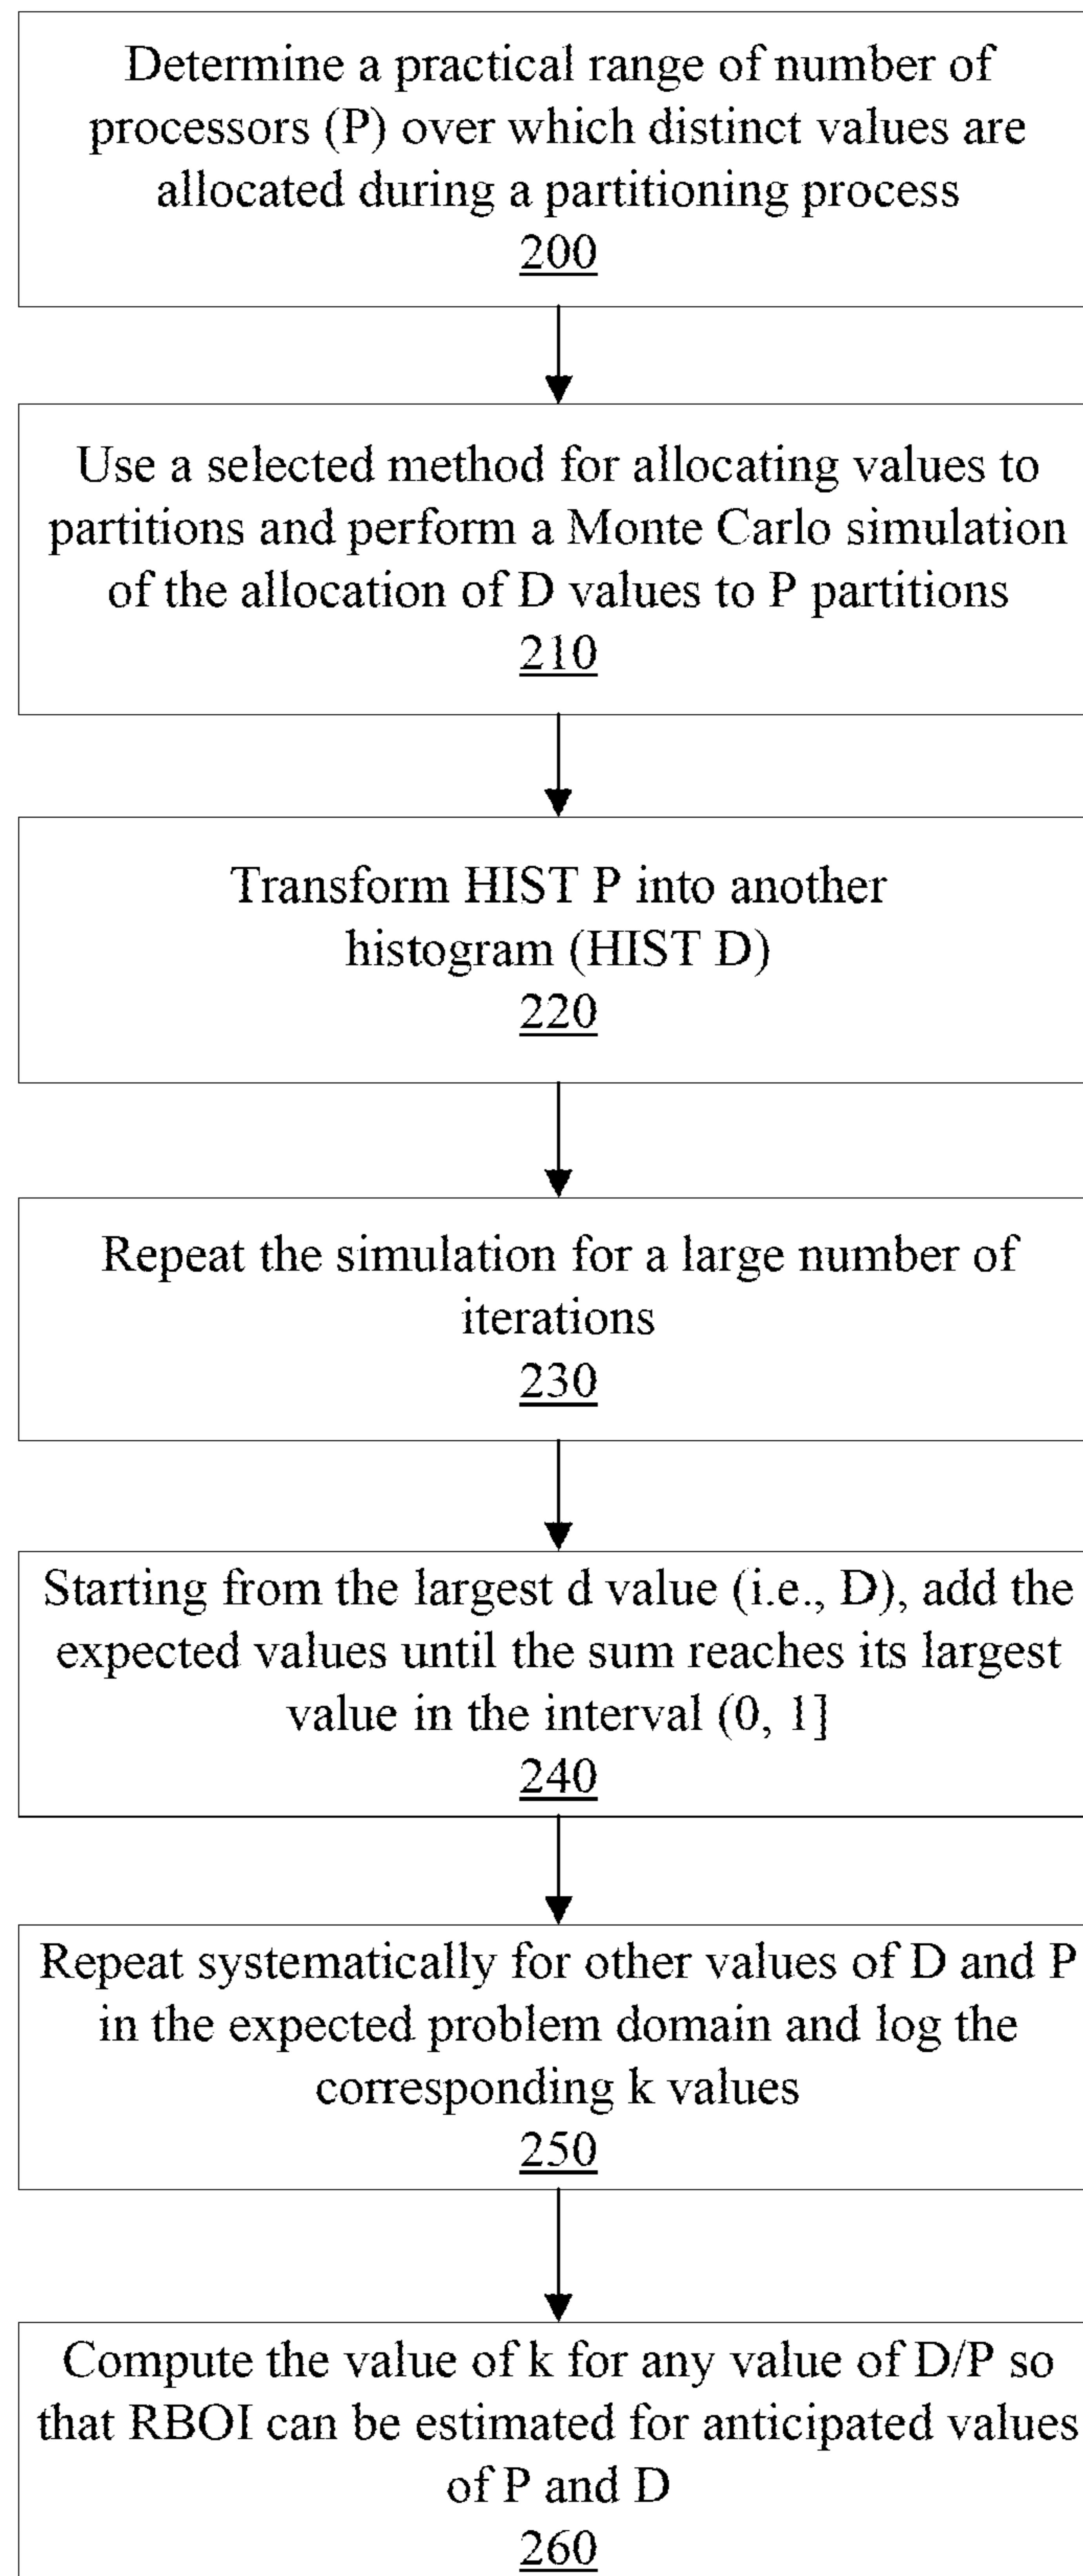 Determine a practical range of number of
processors (P) over which distinct values are
allocated during a partitioning process
200
Use a selected method for allocating values to
partitions and perform a Monte Carlo simulation
of the allocation of D values to P partitions
210
Transform HIST P into another
histogram (HIST D)
220
Repeat the simulation for a large number of
iterations
230
Starting from the largest d value (i.e., D), add the
expected values until the sum reaches its largest
value in the interval (0, 1]
240
Repeat systematically for other values of D and P
in the expected problem domain and log the
corresponding k values
250
Compute the value of k for any value of D/P so
that RBOI can be estimated for anticipated values
of P and D
260